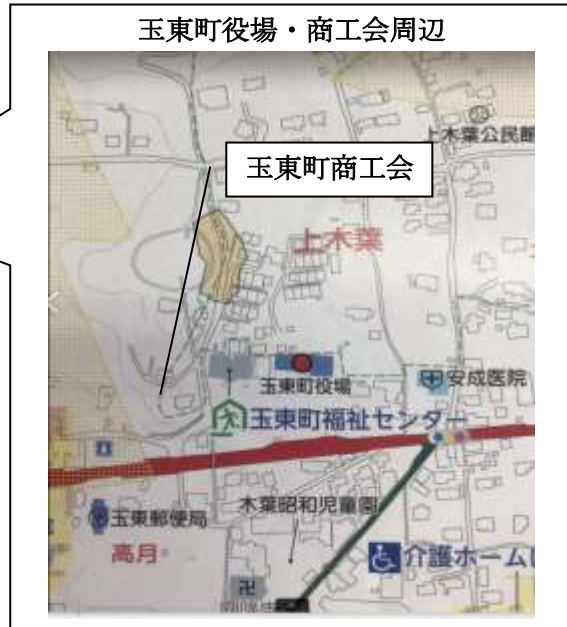 玉東町役場・商工会周辺
上木葉公民館
玉東町商工会
上木葉
玉東町役場
安成医院
玉東町福祉センター
木葉昭和児童園
玉東郵便局
高月
介護ホーム
卍